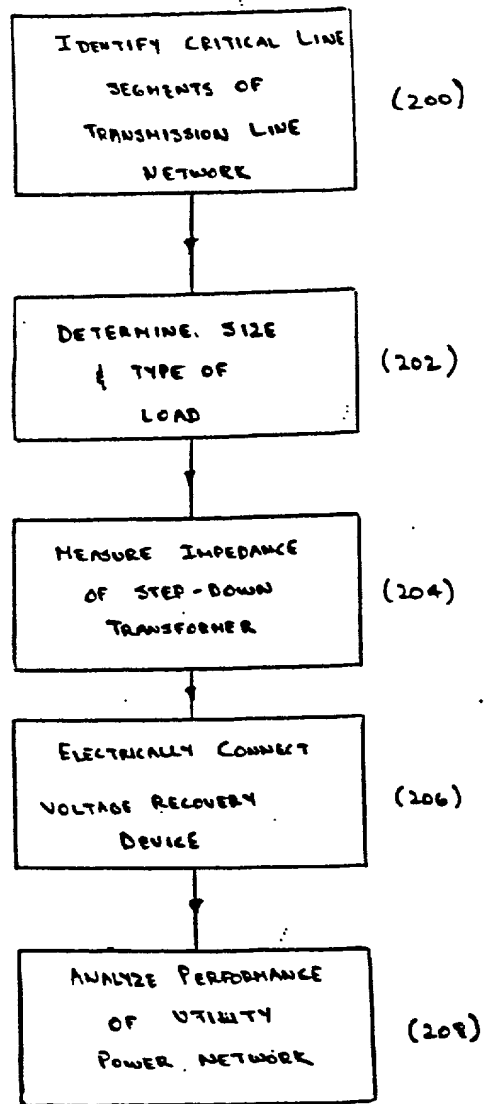 IDENTIFY CRITICAL LINE
SEGMENTS OF
TRANSMISSION LINE
NETWORK
(200)
DETERMINE. SIZE
& TYPE OF
LOAD
(202)
MEASURE IMPEDANCE
OF STEP-DOWN
TRANSFORMER
(204)
ELECTRICALLY CONNECT
VOLTAGE RECOVERY
DEVICE
(206)
ANALYZE PERFORMANCE
OF UTILITY
POWER NETWORK
(208)